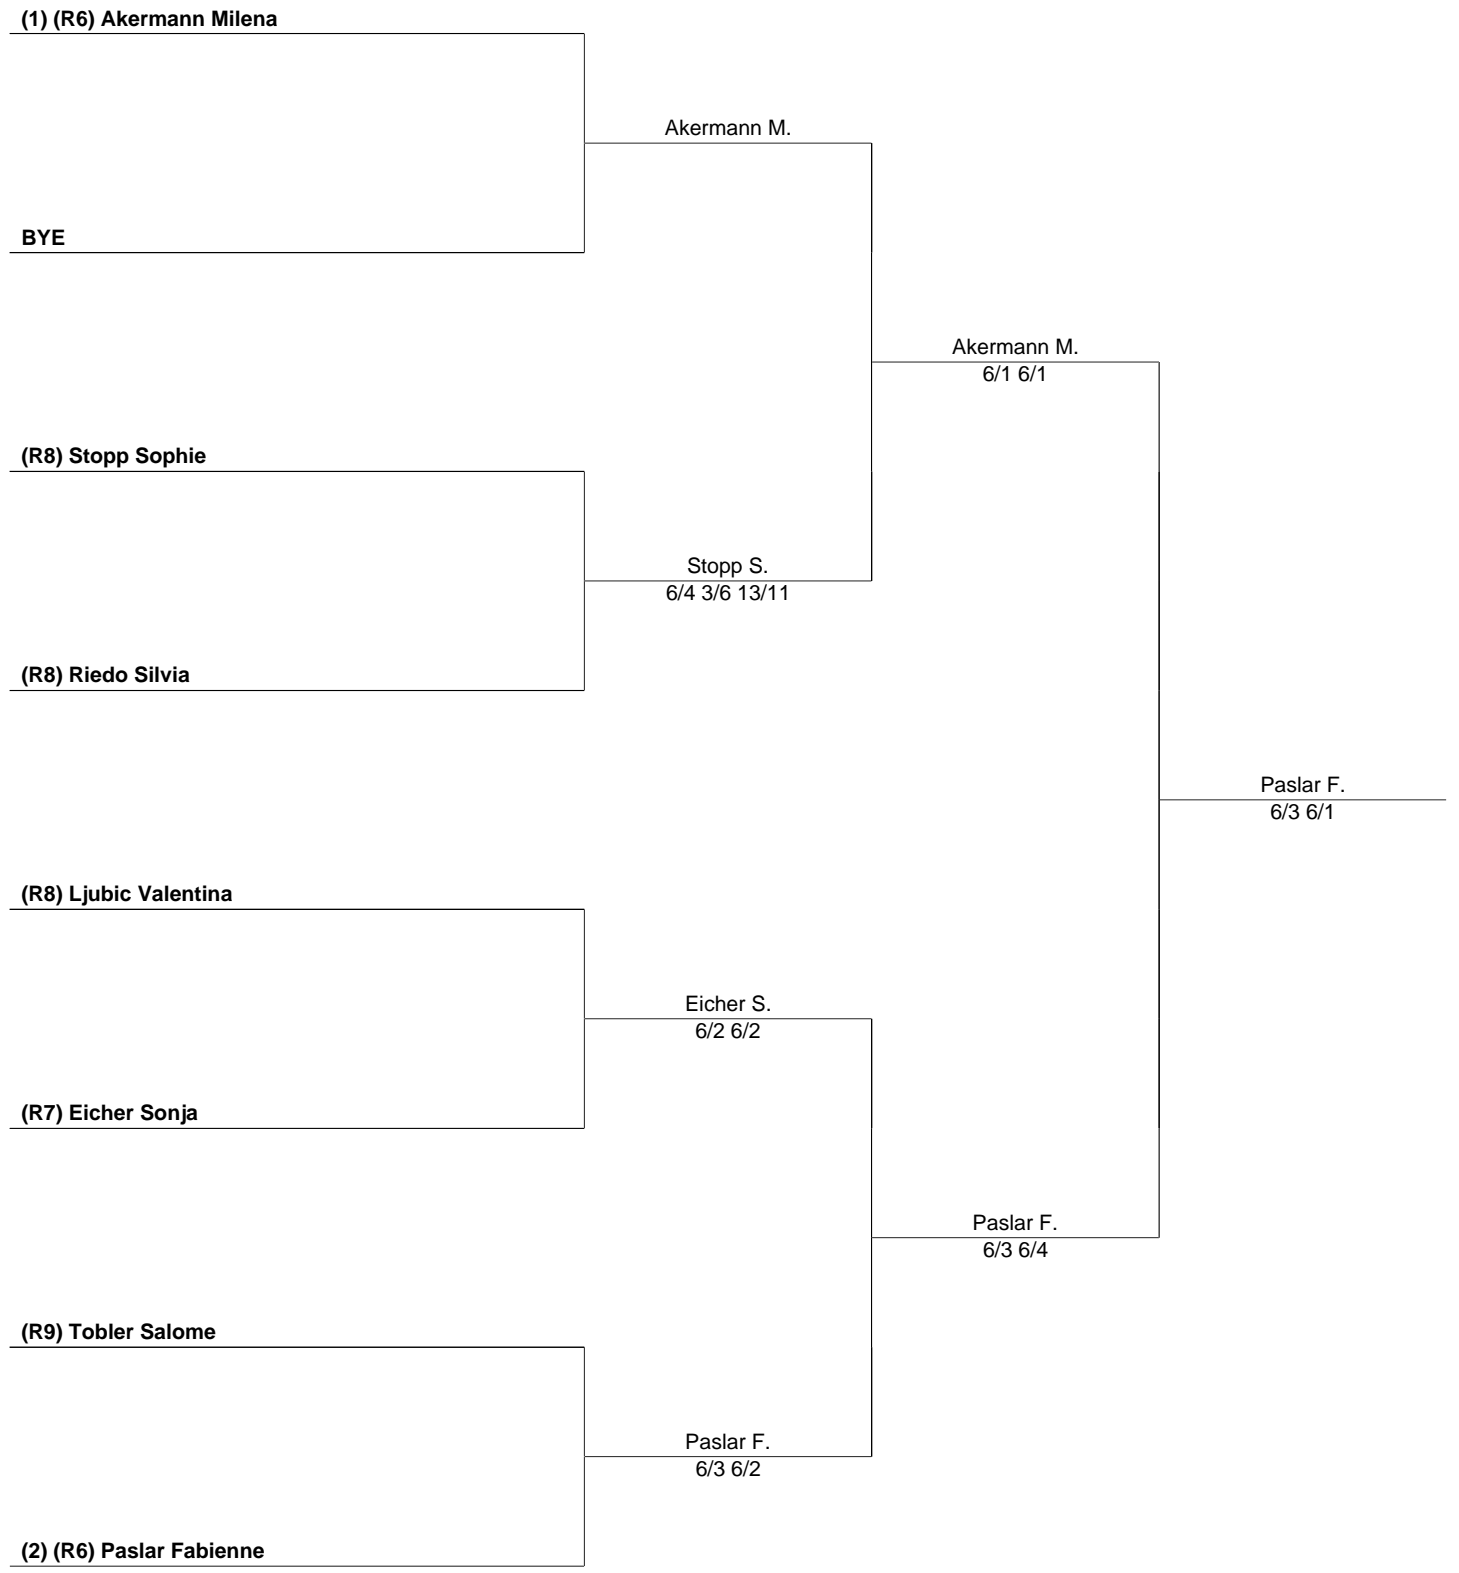 (1) (R6) Akermann Milena
Akermann M.
BYE
Akermann M.
6/1 6/1
(R8) Stopp Sophie
Stopp S.
6/4 3/6 13/11
(R8) Riedo Silvia
Paslar F.
6/3 6/1
(R8) Ljubic Valentina
Eicher S.
6/2 6/2
(R7) Eicher Sonja
Paslar F.
6/3 6/4
(R9) Tobler Salome
Paslar F.
6/3 6/2
(2) (R6) Paslar Fabienne